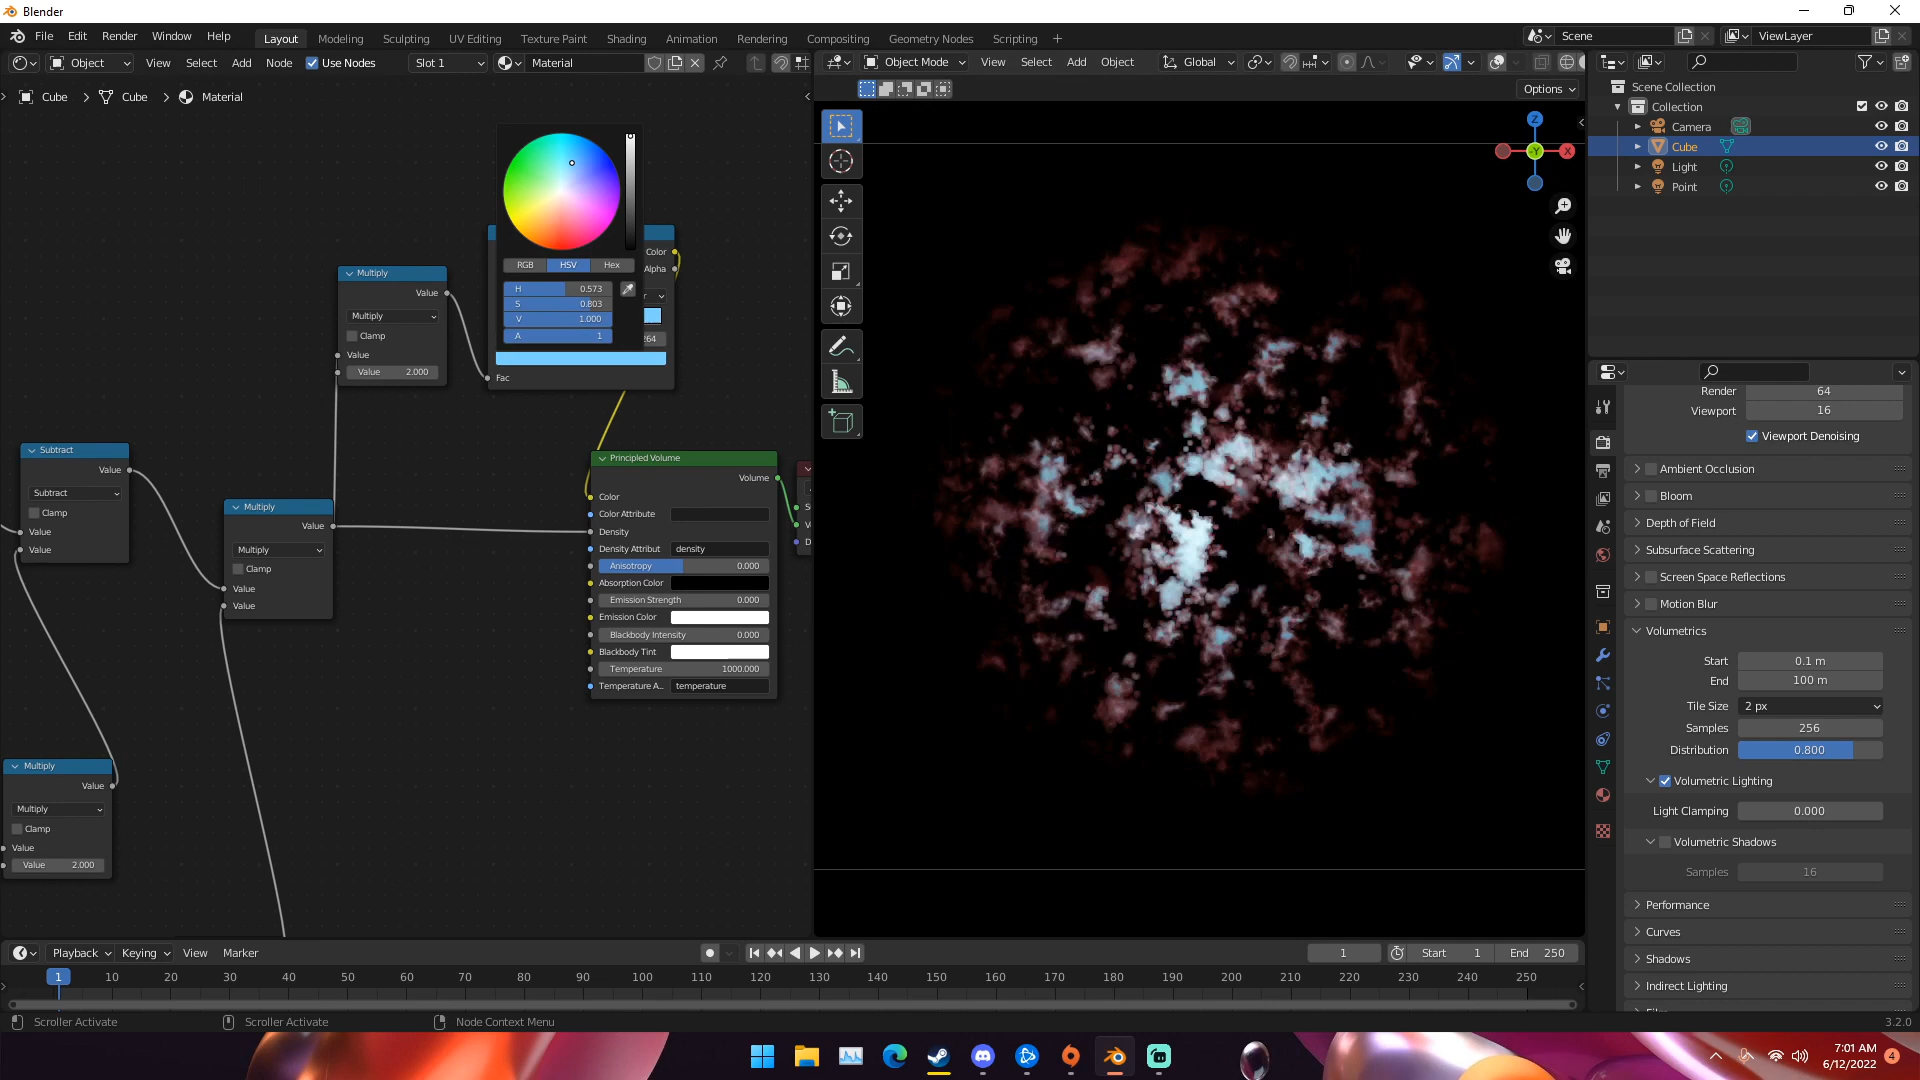 Blender
File Edit Render Window Help
Layout Modeling Sculpting UV Editing Texture Paint Shading Animation Rendering Compositing Geometry Nodes Scripting +
Scene
ViewLayer
Object View Select Add Node Use Nodes Slot 1 Material
Object Mode View Select Add Object Global
Options
Cube > Cube > Material
Scene Collection
Collection
Camera
Cube
Light
Point
Z
-Y
X
RGB HSV Hex
H 0.573
S 0.803
V 1.000
A 1
Color
Alpha
264
Fac
Multiply
Value
Multiply
Clamp
Value
Value 2.000
Subtract
Value
Subtract
Clamp
Value
Value
Multiply
Value
Multiply
Clamp
Value
Value
Multiply
Value
Multiply
Clamp
Value
Value 2.000
Principled Volume
Volume
Color
Color Attribute
Density
Density Attribut density
Anisotropy 0.000
Absorption Color
Emission Strength 0.000
Emission Color
Blackbody Intensity 0.000
Blackbody Tint
Temperature 1000.000
Temperature A.. temperature
Render 64
Viewport 16
Viewport Denoising
Ambient Occlusion
Bloom
Depth of Field
Subsurface Scattering
Screen Space Reflections
Motion Blur
Volumetrics
Start 0.1 m
End 100 m
Tile Size 2 px
Samples 256
Distribution 0.800
Volumetric Lighting
Light Clamping 0.000
Volumetric Shadows
Samples 16
Performance
Curves
Shadows
Indirect Lighting
Playback Keying View Marker
1 Start 1 End 250
1 10 20 30 40 50 60 70 80 90 100 110 120 130 140 150 160 170 180 190 200 210 220 230 240 250
Scroller Activate Scroller Activate Node Context Menu
3.2.0
7:01 AM
6/12/2022
4